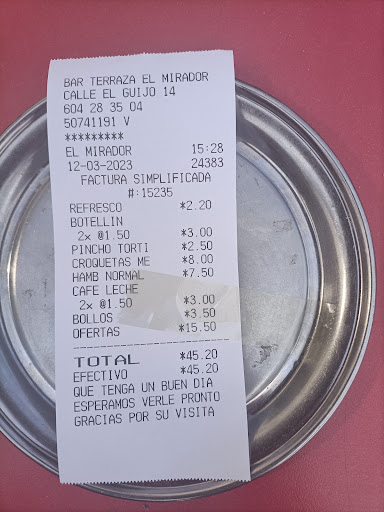 BAR TERRAZA EL MIRADOR
CALLE EL GUIJO 14
604 28 35 04
50741191 V
*********
EL MIRADOR 15:28
12-03-2023 24383
FACTURA SIMPLIFICADA
#:15235
REFRESCO *2.20
BOTELLIN
2x @1.50 *3.00
PINCHO TORTI *2.50
CROQUETAS ME *8.00
HAMB NORMAL *7.50
CAFE LECHE
2x @1.50 *3.00
BOLLOS *3.50
OFERTAS *15.50
TOTAL *45.20
EFECTIVO *45.20
QUE TENGA UN BUEN DIA
ESPERAMOS VERLE PRONTO
GRACIAS POR SU VISITA